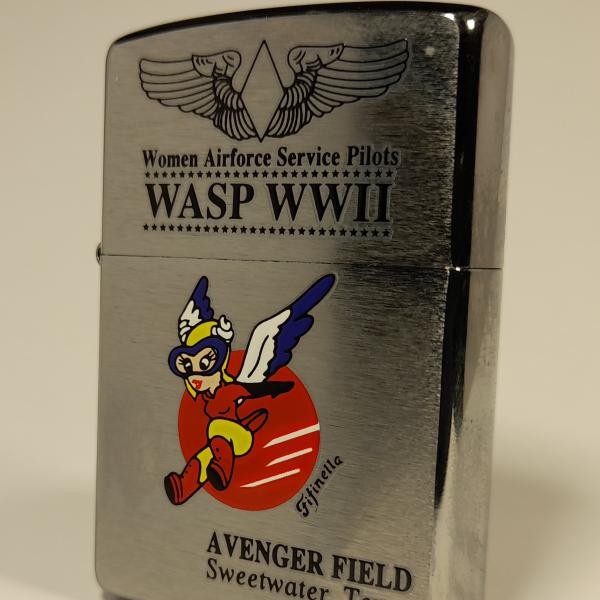 Women Airforce Service Pilots
WASP WWII
Fifinella
AVENGER FIELD
Sweetwater,